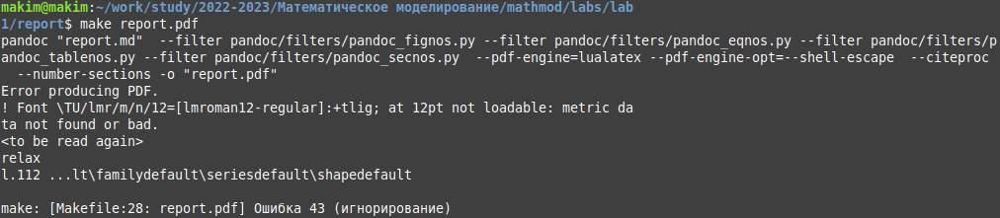 makim@makim:~/work/study/2022-2023/Математическое моделирование/mathmod/labs/lab
1/report$ make report.pdf
pandoc "report.md"  --filter pandoc/filters/pandoc_fignos.py --filter pandoc/filters/pandoc_eqnos.py --filter pandoc/filters/p
andoc_tablenos.py --filter pandoc/filters/pandoc_secnos.py  --pdf-engine=lualatex --pdf-engine-opt=--shell-escape  --citeproc
  --number-sections -o "report.pdf"
Error producing PDF.
! Font \TU/lmr/m/n/12=[lmroman12-regular]:+tlig; at 12pt not loadable: metric da
ta not found or bad.
<to be read again>
relax
l.112 ...lt\familydefault\seriesdefault\shapedefault

make: [Makefile:28: report.pdf] Ошибка 43 (игнорирование)